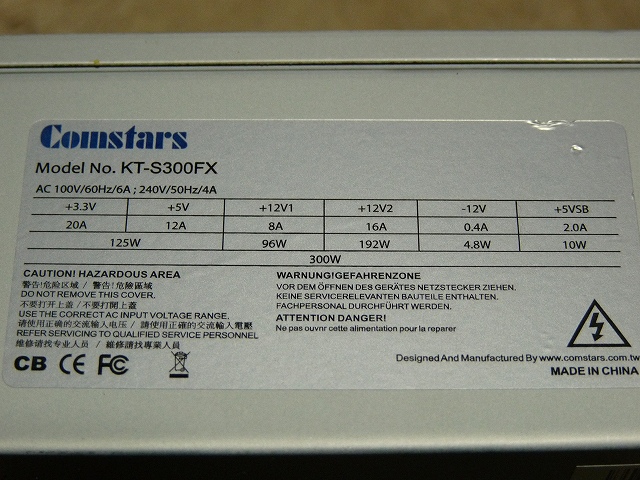 Comstars
Model No. KT-S300FX
AC 100V/60Hz/6A ; 240V/50Hz/4A
+3.3V +5V +12V1 +12V2 -12V +5VSB
20A 12A 8A 16A 0.4A 2.0A
125W 96W 192W 4.8W 10W
300W
CAUTION! HAZARDOUS AREA
警告!危险区域 / 警告!危險區域
DO NOT REMOVE THIS COVER.
不要打开上盖 / 不要打開上蓋
USE THE CORRECT AC INPUT VOLTAGE RANGE.
请使用正确的交流输入电压 / 請使用正確的交流輸入電壓
REFER SERVICING TO QUALIFIED SERVICE PERSONNEL
维修请找专业人员 / 維修請找專業人員
WARNUNG!GEFAHRENZONE
VOR DEM ÖFFNEN DES GERÄTES NETZSTECKER ZIEHEN.
KEINE SERVICERELEVANTEN BAUTEILE ENTHALTEN.
FACHPERSONAL DURCHFÜHRT WERDEN.
ATTENTION DANGER!
Ne pas ouvnr cette alimentation pour la reparer
CB CE FC
Designed And Manufactured By www.comstars.com.tw
MADE IN CHINA